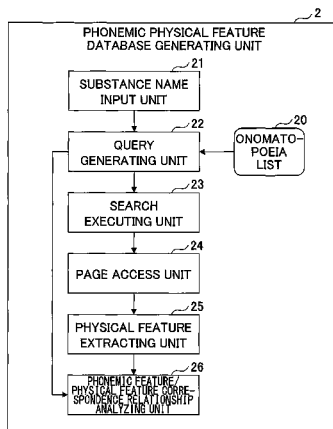 2
PHONEMIC PHYSICAL FEATURE
DATABASE GENERATING UNIT
21
SUBSTANCE NAME
INPUT UNIT
22
QUERY
GENERATING UNIT
20
ONOMATO-
POEIA
LIST
23
SEARCH
EXECUTING UNIT
24
PAGE ACCESS UNIT
25
PHYSICAL FEATURE
EXTRACTING UNIT
26
PHONEMIC FEATURE/
PHYSICAL FEATURE CORRE-
SPONDENCE RELATIONSHIP
ANALYZING UNIT